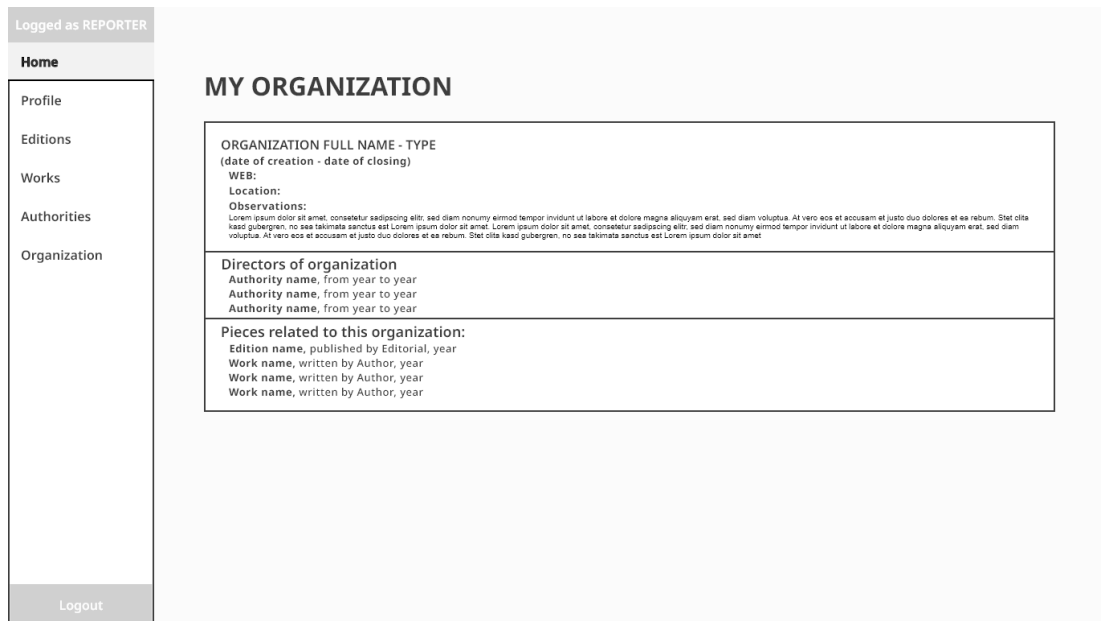 Logged as REPORTER
Home
Profile
Editions
Works
Authorities
Organization
Logout
MY ORGANIZATION
ORGANIZATION FULL NAME - TYPE
(date of creation - date of closing)
WEB:
Location:
Observations:
Lorem ipsum dolor sit amet, consetetur sadipscing elitr, sed diam nonumy eirmod tempor invidunt ut labore et dolore magna aliquyam erat, sed diam voluptua. At vero eos et accusam et justo duo dolores et ea rebum. Stet clita
kasd gubergren, no sea takimata sanctus est Lorem ipsum dolor sit amet. Lorem ipsum dolor sit amet, consetetur sadipscing elitr, sed diam nonumy eirmod tempor invidunt ut labore et dolore magna aliquyam erat, sed diam
voluptua. At vero eos et accusam et justo duo dolores et ea rebum. Stet clita kasd gubergren, no sea takimata sanctus est Lorem ipsum dolor sit amet
Directors of organization
Authority name, from year to year
Authority name, from year to year
Authority name, from year to year
Pieces related to this organization:
Edition name, published by Editorial, year
Work name, written by Author, year
Work name, written by Author, year
Work name, written by Author, year